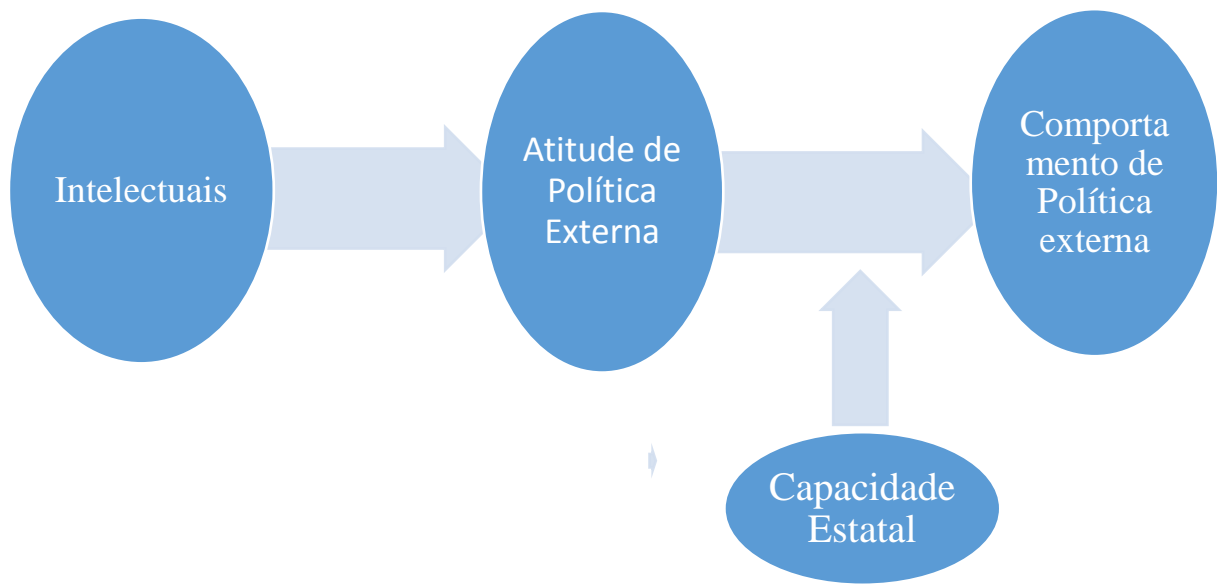 Intelectuais
Atitude de
Política
Externa
Comporta
mento de
Política
externa
Capacidade
Estatal